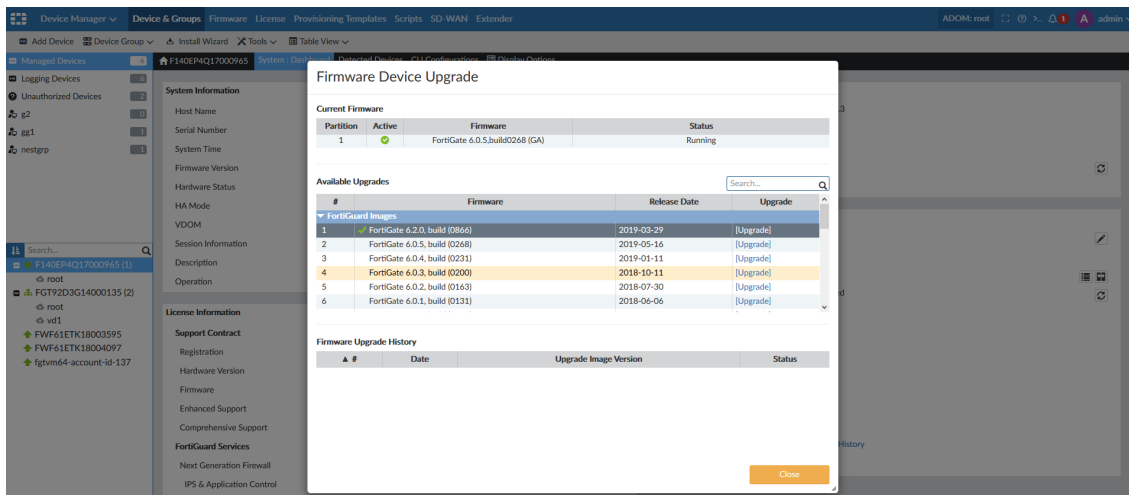 Device Manager Device & Groups Firmware License Provisioning Templates Scripts SD-WAN Extender ADOM: root 1 A admin
Add Device Device Group Install Wizard Tools Table View
Managed Devices 6
Logging Devices 6
Unauthorized Devices 2
g2 0
gg1 1
nestgrp 1
Search...
F140EP4Q17000965 (1)
root
FGT92D3G14000135 (2)
root
vd1
FWF61ETK18003595
FWF61ETK18004097
fgtvm64-account-id-137
F140EP4Q17000965 System : Dashboard Detected Devices CLI Configurations Display Options
System Information
Host Name
Serial Number
System Time
Firmware Version
Hardware Status
HA Mode
VDOM
Session Information
Description
Operation
License Information
Support Contract
Registration
Hardware Version
Firmware
Enhanced Support
Comprehensive Support
FortiGuard Services
Next Generation Firewall
IPS & Application Control
Firmware Device Upgrade
Current Firmware
Partition Active Firmware Status
1 FortiGate 6.0.5,build0268 (GA) Running
Available Upgrades Search...
# Firmware Release Date Upgrade
FortiGuard Images
1 FortiGate 6.2.0, build (0866) 2019-03-29 [Upgrade]
2 FortiGate 6.0.5, build (0268) 2019-05-16 [Upgrade]
3 FortiGate 6.0.4, build (0231) 2019-01-11 [Upgrade]
4 FortiGate 6.0.3, build (0200) 2018-10-11 [Upgrade]
5 FortiGate 6.0.2, build (0163) 2018-07-30 [Upgrade]
6 FortiGate 6.0.1, build (0131) 2018-06-06 [Upgrade]
Firmware Upgrade History
▲ # Date Upgrade Image Version Status
Close
History